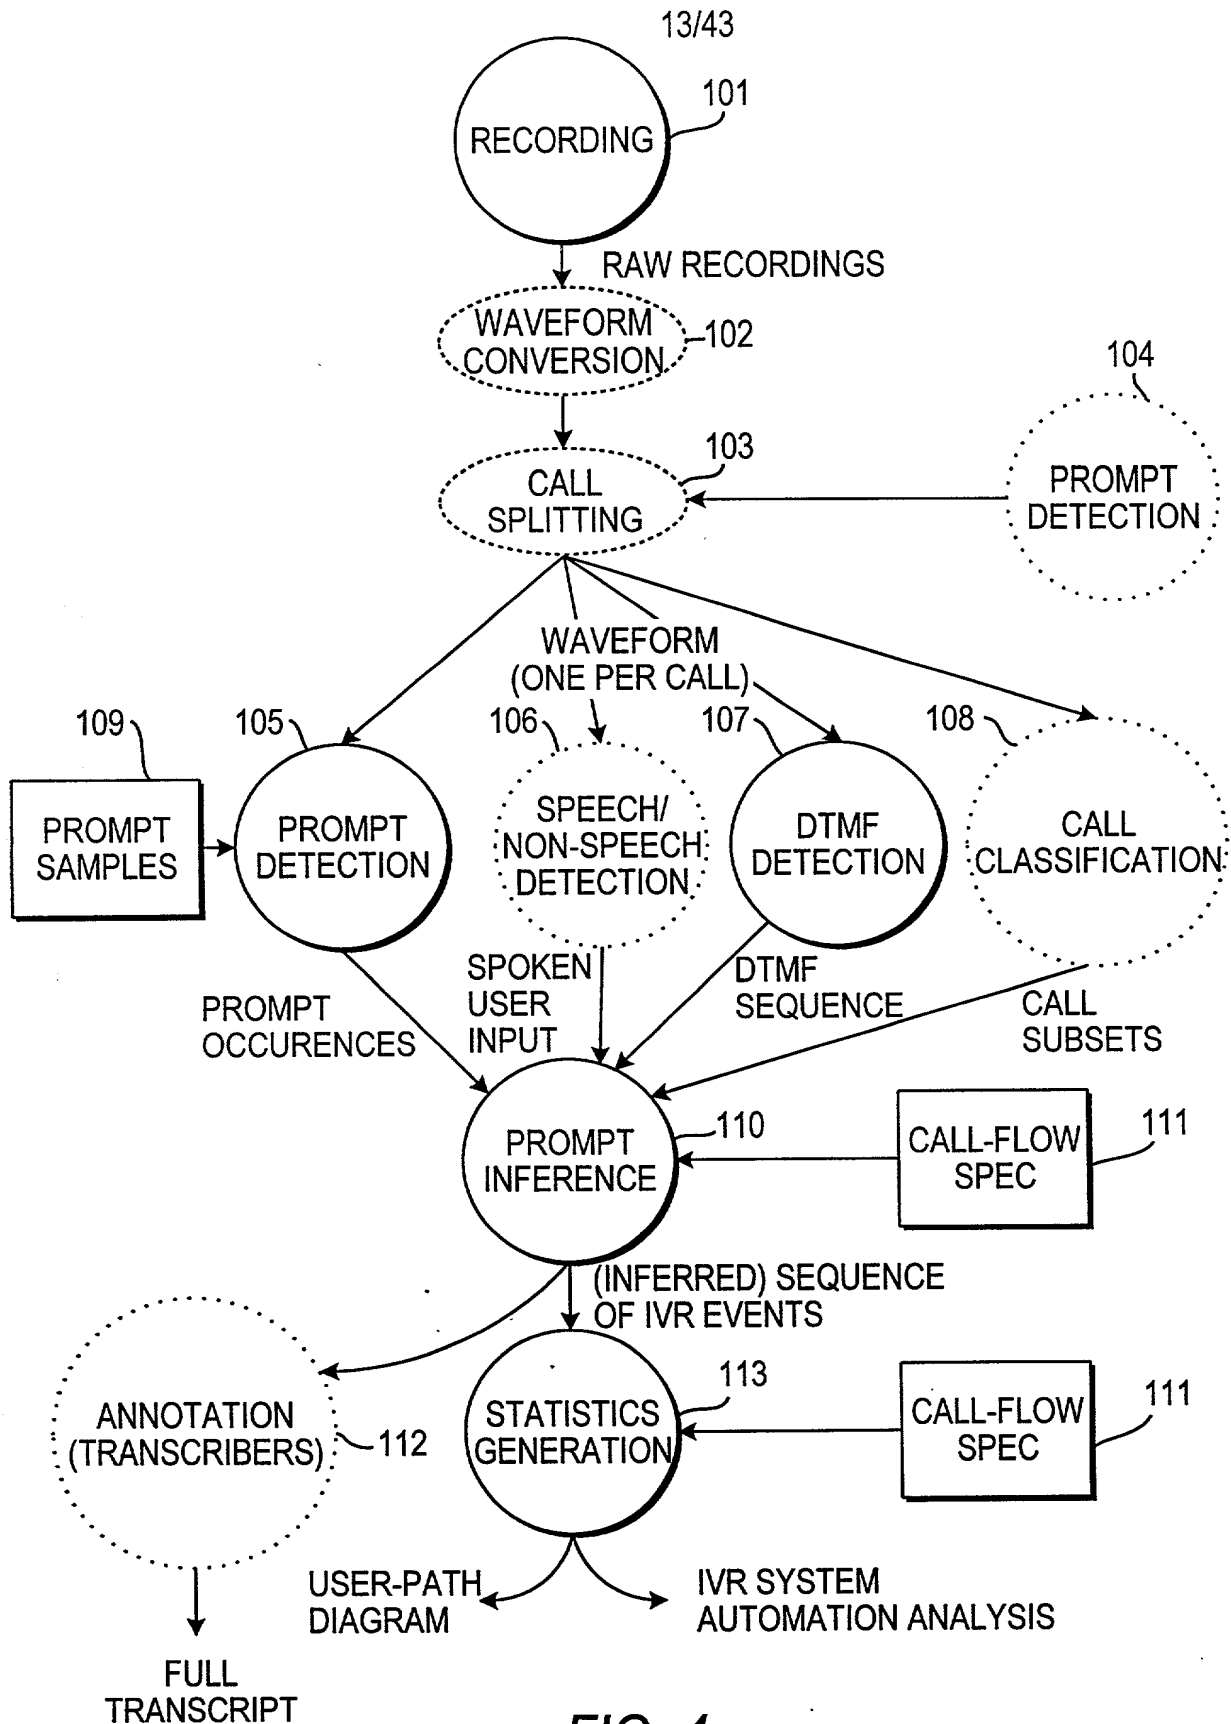 13/43
101
RECORDING
RAW RECORDINGS
WAVEFORM
CONVERSION
102
104
103
CALL
SPLITTING
PROMPT
DETECTION
WAVEFORM
(ONE PER CALL)
109
105
106
107
108
PROMPT
SAMPLES
PROMPT
DETECTION
SPEECH/
NON-SPEECH
DETECTION
DTMF
DETECTION
CALL
CLASSIFICATION
PROMPT
OCCURENCES
SPOKEN
USER
INPUT
DTMF
SEQUENCE
CALL
SUBSETS
PROMPT
INFERENCE
110
CALL-FLOW
SPEC
111
(INFERRED) SEQUENCE
OF IVR EVENTS
ANNOTATION
(TRANSCRIBERS)
112
STATISTICS
GENERATION
113
CALL-FLOW
SPEC
111
USER-PATH
DIAGRAM
IVR SYSTEM
AUTOMATION ANALYSIS
FULL
TRANSCRIPT